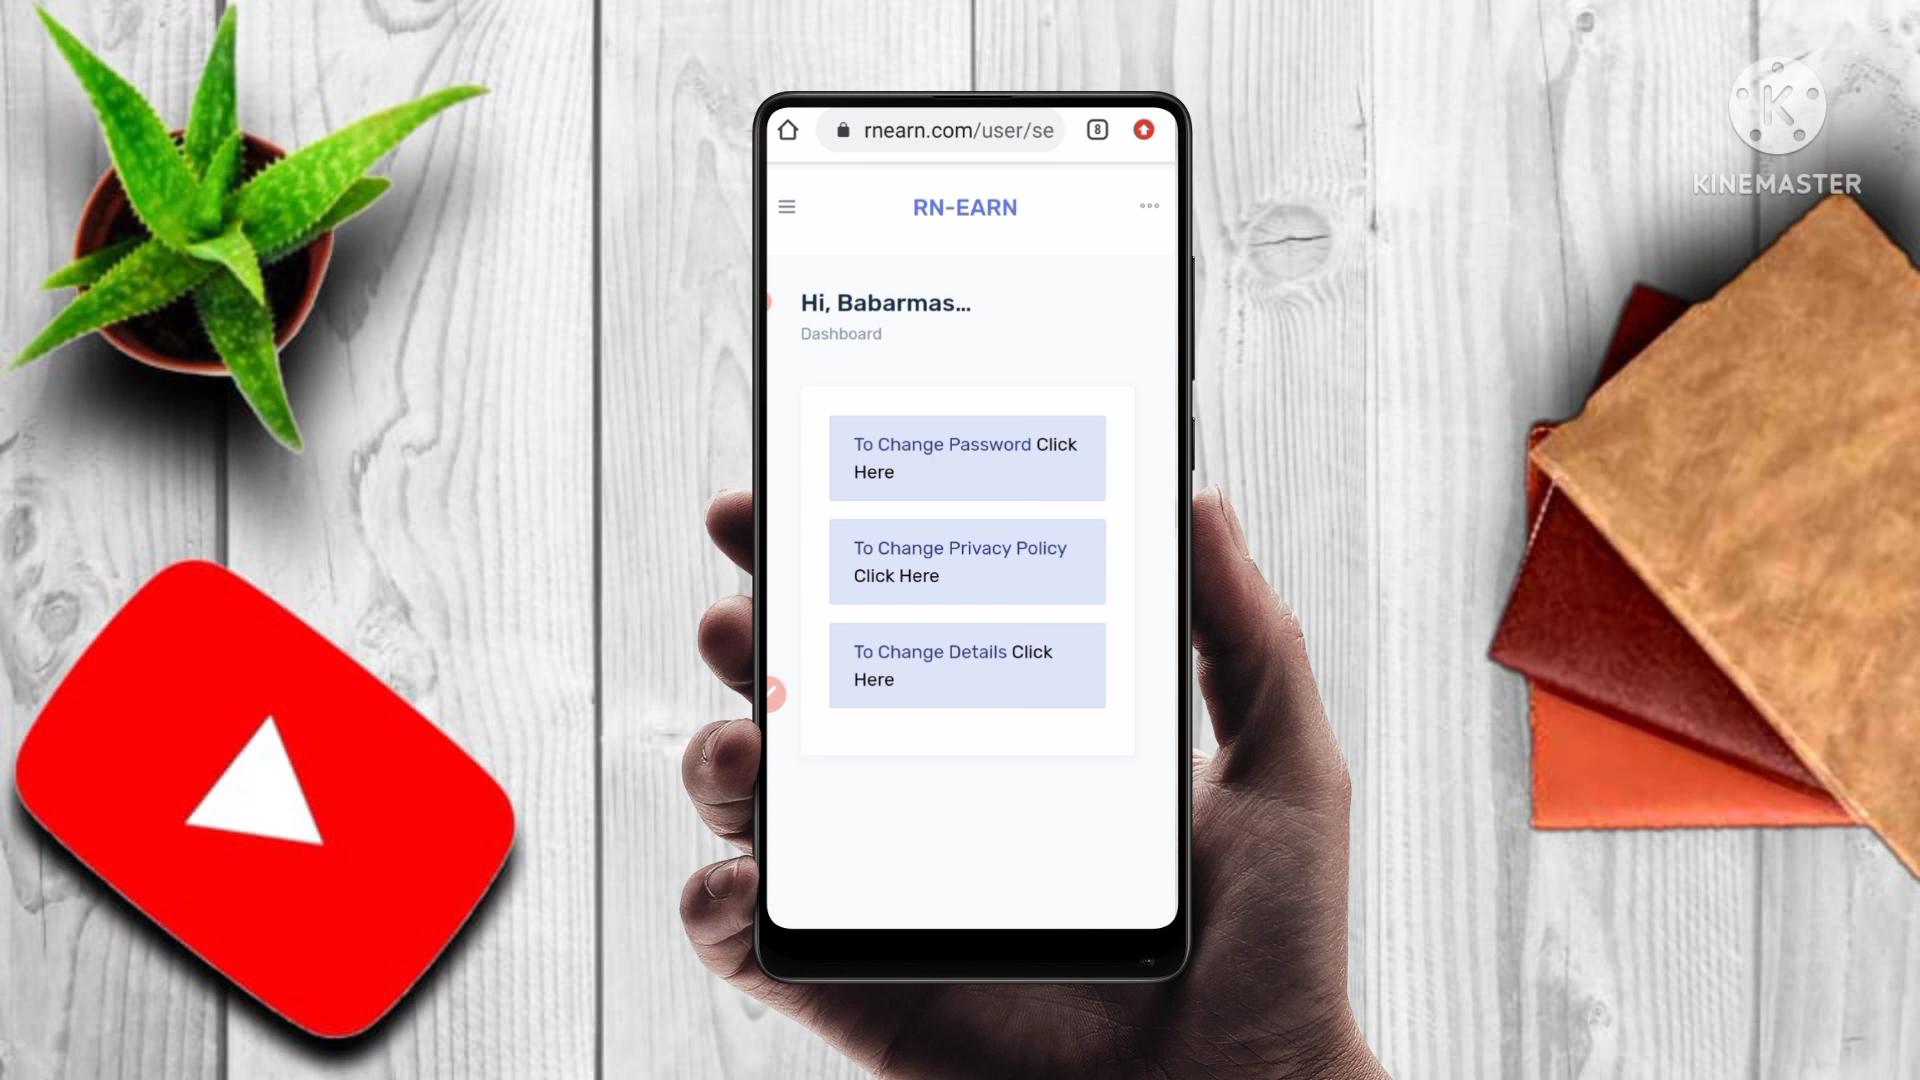 rnearn.com/user/se
8
RN-EARN
Hi, Babarmas...
Dashboard
To Change Password Click
Here
To Change Privacy Policy
Click Here
To Change Details Click
Here
K
KINEMASTER